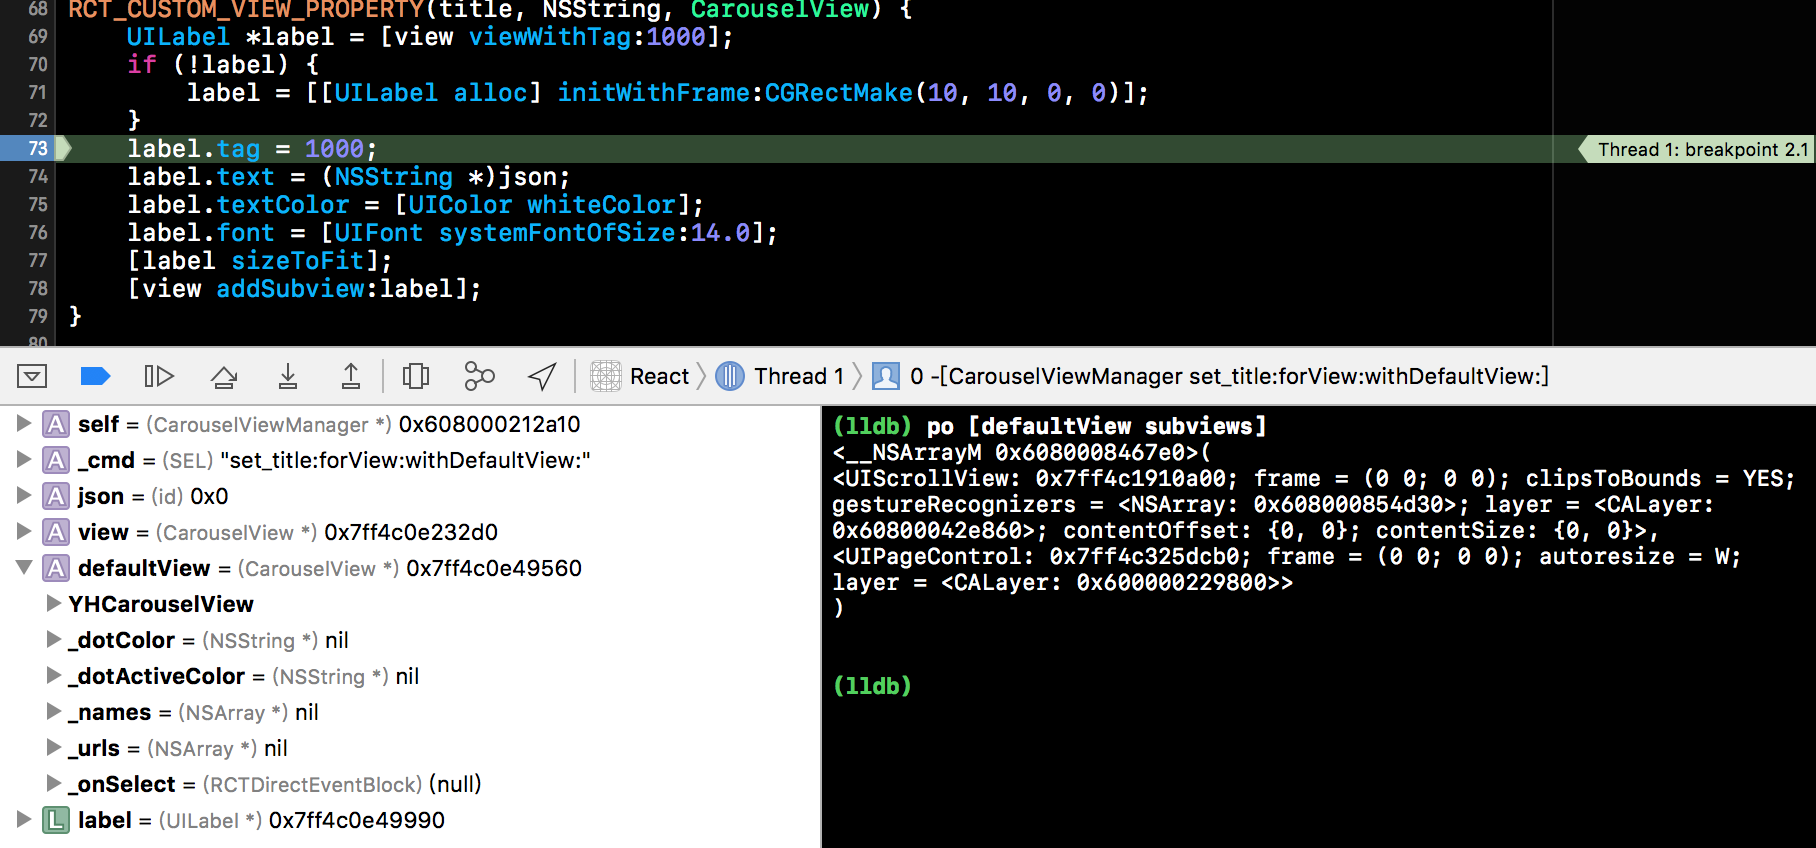 68 RCT_CUSTOM_VIEW_PROPERTY(title, NSString, CarouselView) {
69 UILabel *label = [view viewWithTag:1000];
70 if (!label) {
71 label = [[UILabel alloc] initWithFrame:CGRectMake(10, 10, 0, 0)];
72 }
73 label.tag = 1000; Thread 1: breakpoint 2.1
74 label.text = (NSString *)json;
75 label.textColor = [UIColor whiteColor];
76 label.font = [UIFont systemFontOfSize:14.0];
77 [label sizeToFit];
78 [view addSubview:label];
79 }
80
React Thread 1 0 -[CarouselViewManager set_title:forView:withDefaultView:]
A self = (CarouselViewManager *) 0x608000212a10
A _cmd = (SEL) "set_title:forView:withDefaultView:"
A json = (id) 0x0
A view = (CarouselView *) 0x7ff4c0e232d0
A defaultView = (CarouselView *) 0x7ff4c0e49560
YHCarouselView
_dotColor = (NSString *) nil
_dotActiveColor = (NSString *) nil
_names = (NSArray *) nil
_urls = (NSArray *) nil
_onSelect = (RCTDirectEventBlock) (null)
L label = (UILabel *) 0x7ff4c0e49990
(lldb) po [defaultView subviews]
<__NSArrayM 0x6080008467e0>(
<UIScrollView: 0x7ff4c1910a00; frame = (0 0; 0 0); clipsToBounds = YES;
gestureRecognizers = <NSArray: 0x608000854d30>; layer = <CALayer:
0x60800042e860>; contentOffset: {0, 0}; contentSize: {0, 0}>,
<UIPageControl: 0x7ff4c325dcb0; frame = (0 0; 0 0); autoresize = W;
layer = <CALayer: 0x600000229800>>
)
(lldb)